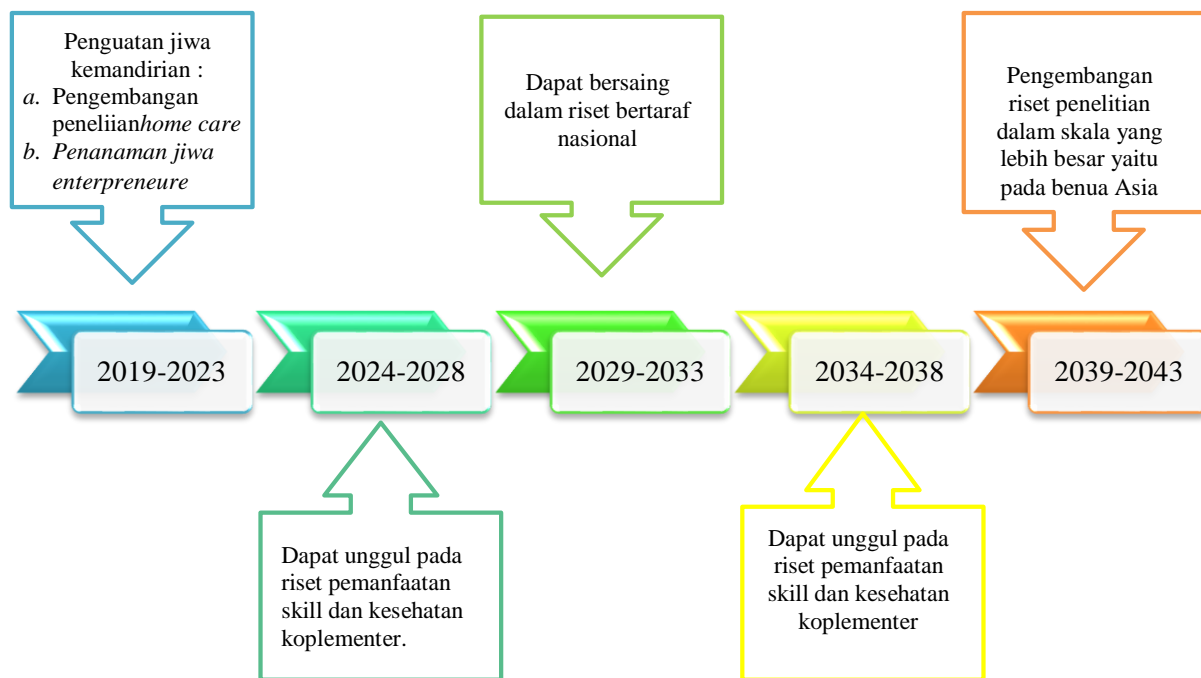 Penguatan jiwa
kemandirian :
a. Pengembangan
peneliianhome care
b. Penanaman jiwa
enterpreneure
Dapat bersaing
dalam riset bertaraf
nasional
Pengembangan
riset penelitian
dalam skala yang
lebih besar yaitu
pada benua Asia
2019-2023
2024-2028
2029-2033
2034-2038
2039-2043
Dapat unggul pada
riset pemanfaatan
skill dan kesehatan
koplementer.
Dapat unggul pada
riset pemanfaatan
skill dan kesehatan
koplementer